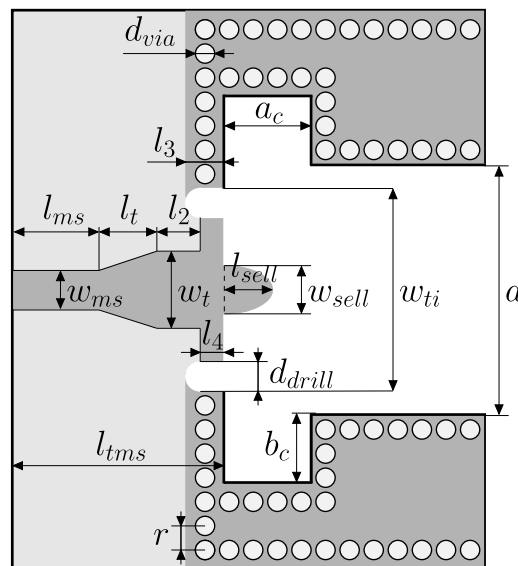 d_via
a_c
l_3
l_ms
l_t
l_2
l_sell
w_ms
w_t
w_sell
w_ti
a
l_4
d_drill
b_c
l_tms
r